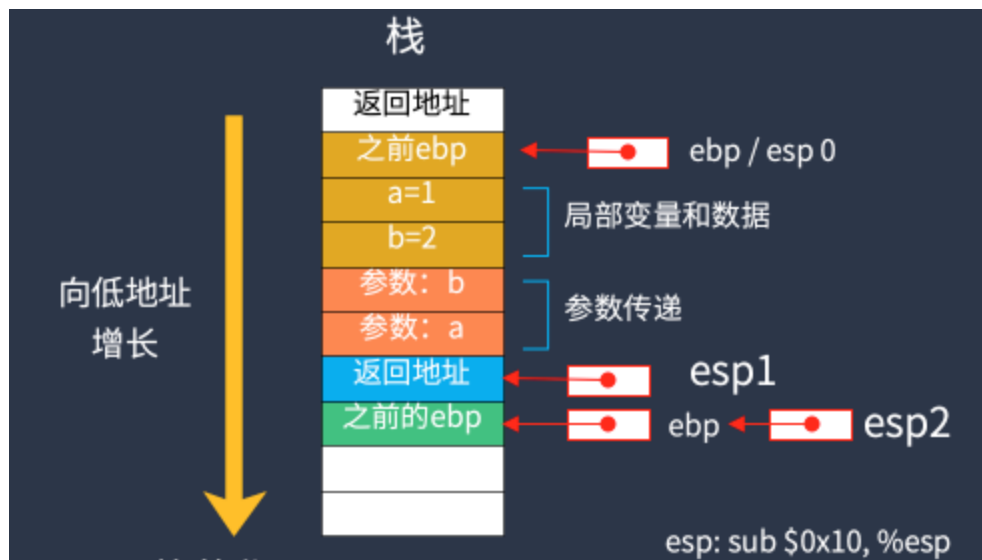 栈
返回地址
之前ebp
ebp / esp 0
a=1
局部变量和数据
b=2
向低地址
增长
参数：b
参数传递
参数：a
返回地址
esp1
之前的ebp
ebp
esp2
esp: sub $0x10, %esp